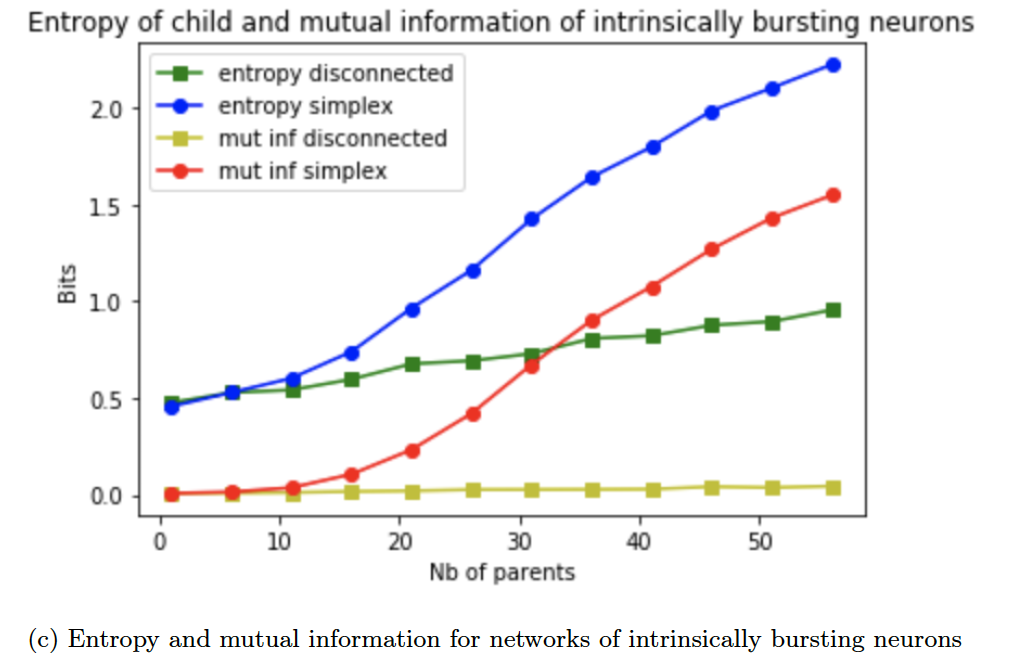 Entropy of child and mutual information of intrinsically bursting neurons
entropy disconnected
entropy simplex
mut inf disconnected
mut inf simplex
2.0
1.5
1.0
0.5
0.0
Bits
0 10 20 30 40 50
Nb of parents
(c) Entropy and mutual information for networks of intrinsically bursting neurons